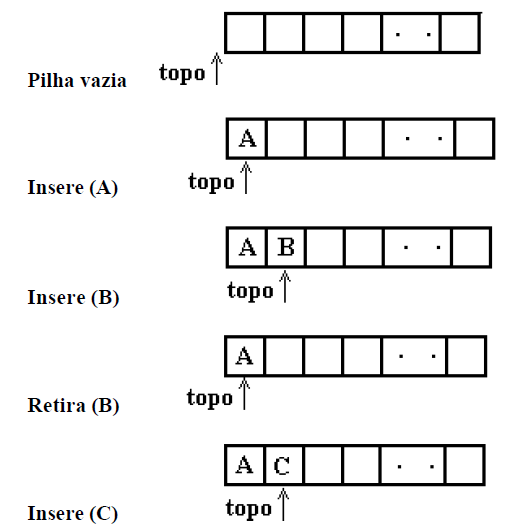 Pilha vazia
topo
A
Insere (A)
topo
A B
Insere (B)
topo
A
Retira (B)
topo
A C
Insere (C)
topo